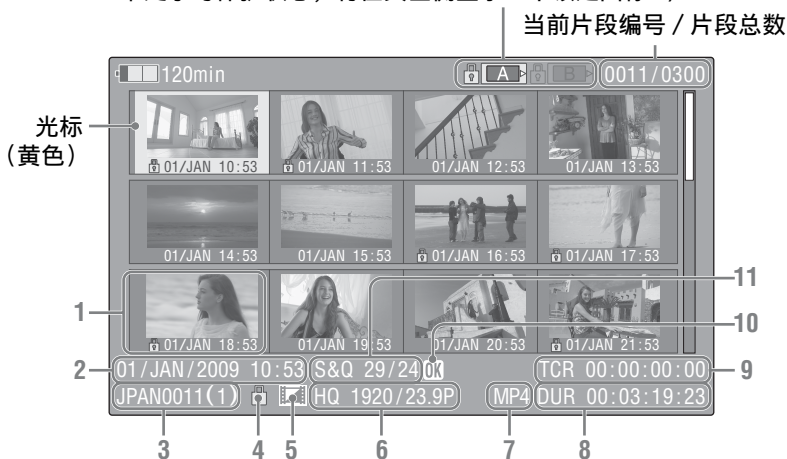 当前片段编号 / 片段总数
120min
A
B
0011/0300
光标
(黄色)
01/JAN 10:53
01/JAN 11:53
01/JAN 12:53
01/JAN 13:53
01/JAN 14:53
01/JAN 15:53
01/JAN 16:53
01/JAN 17:53
01/JAN 18:53
01/JAN 19:53
01/JAN 20:53
01/JAN 21:53
1
11
10
2
01/JAN/2009 10:53
S&Q 29/24
OK
TCR 00:00:00:00
9
JPAN0011(1)
HQ 1920/23.9P
MP4
DUR 00:03:19:23
3
4
5
6
7
8